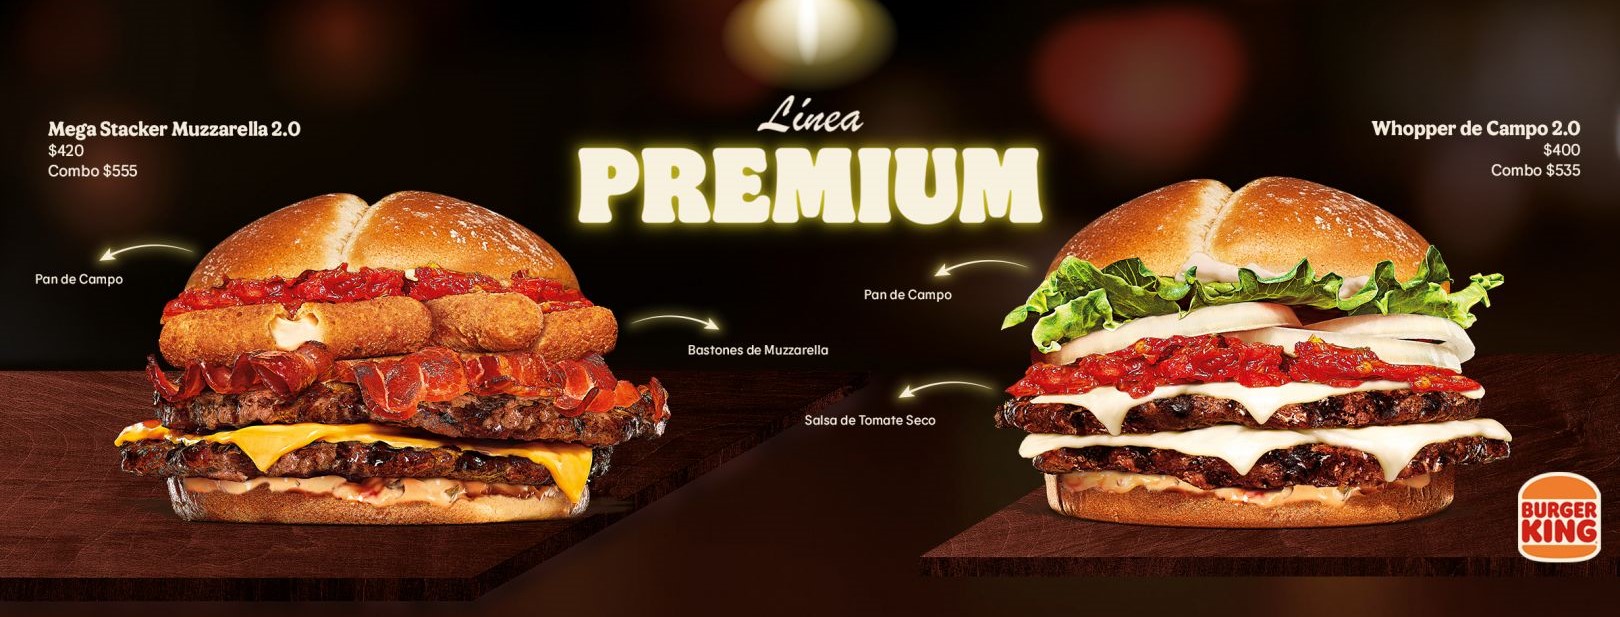 Línea
PREMIUM
Mega Stacker Muzzarella 2.0
$420
Combo $555
Pan de Campo
Bastones de Muzzarella
Whopper de Campo 2.0
$400
Combo $535
Pan de Campo
Salsa de Tomate Seco
BURGER
KING